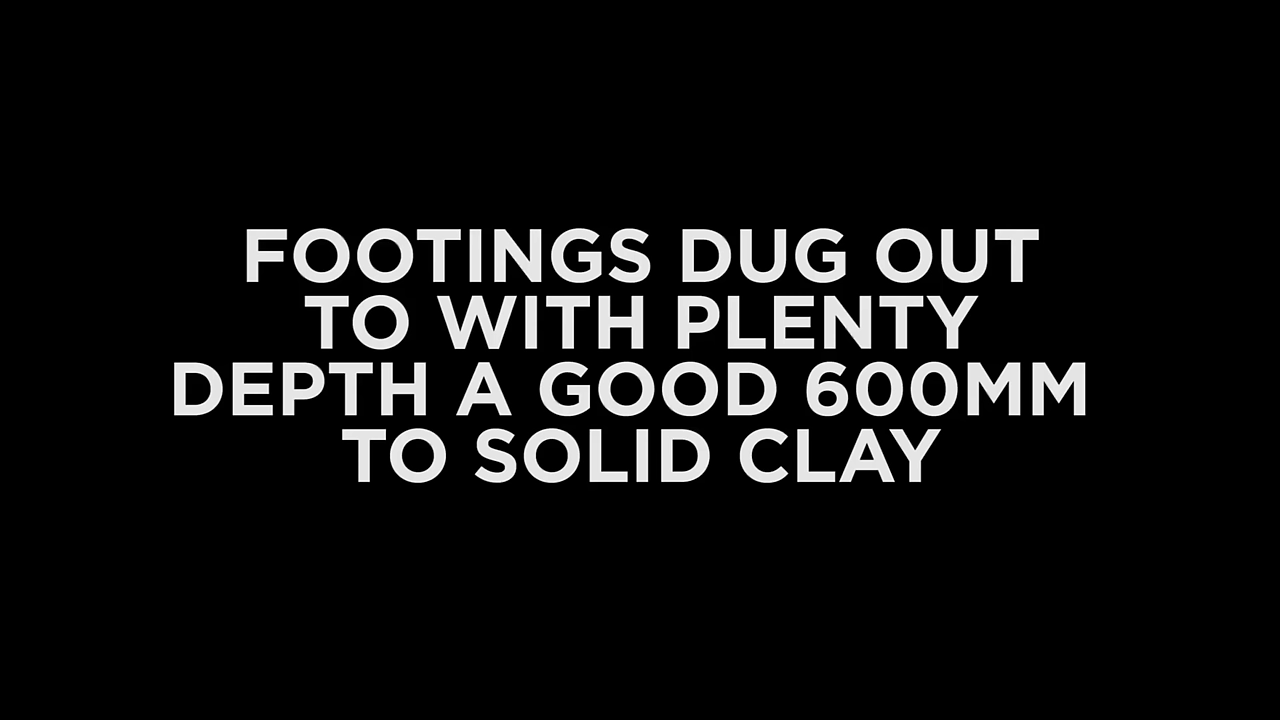 FOOTINGS DUG OUT
TO WITH PLENTY
DEPTH A GOOD 600MM
TO SOLID CLAY